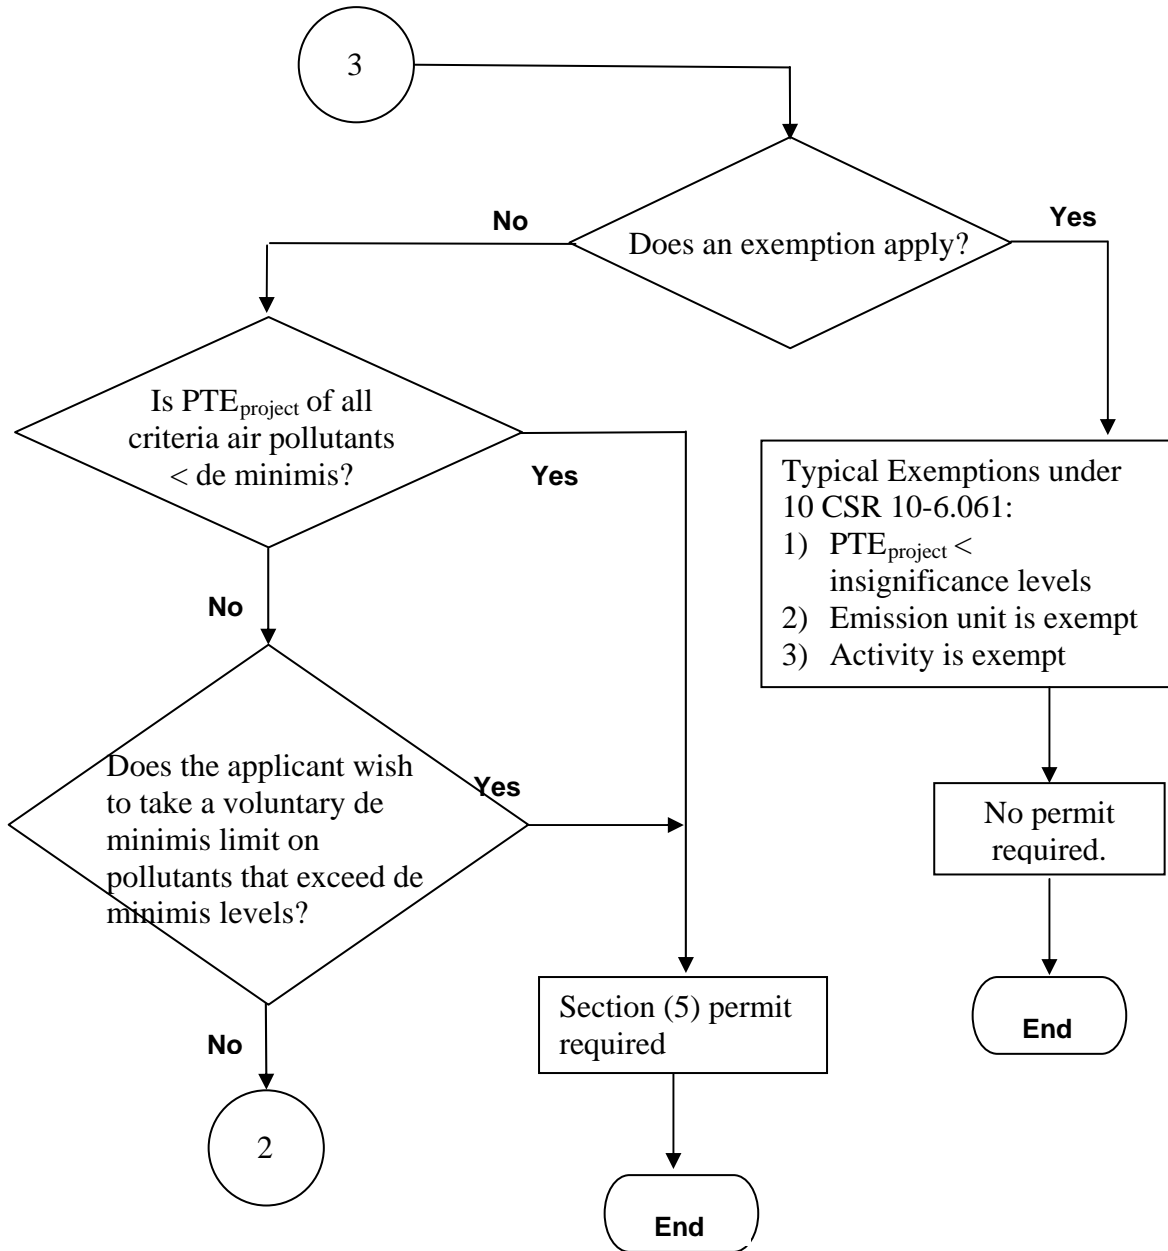 3
Does an exemption apply?
No
Yes
Is PTEproject of all
criteria air pollutants
< de minimis?
Yes
No
Typical Exemptions under
10 CSR 10-6.061:
1) PTEproject <
insignificance levels
2) Emission unit is exempt
3) Activity is exempt
Does the applicant wish
to take a voluntary de
minimis limit on
pollutants that exceed de
minimis levels?
Yes
No
No permit
required.
End
Section (5) permit
required
End
2